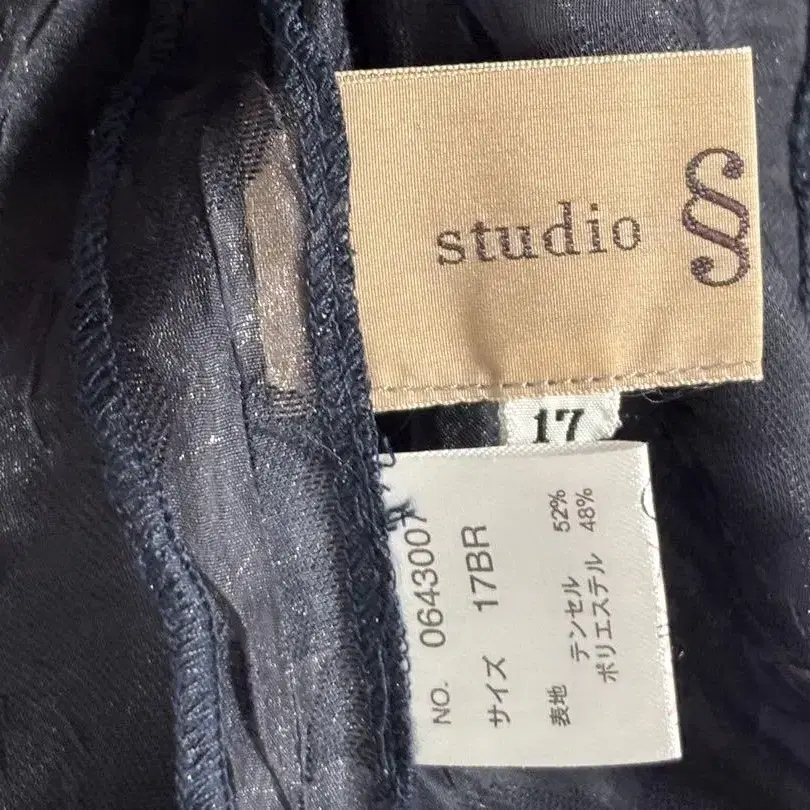 studio
17
NO. 0643007
サイズ 17BR
表地 テンセル 52%
ポリエステル 48%